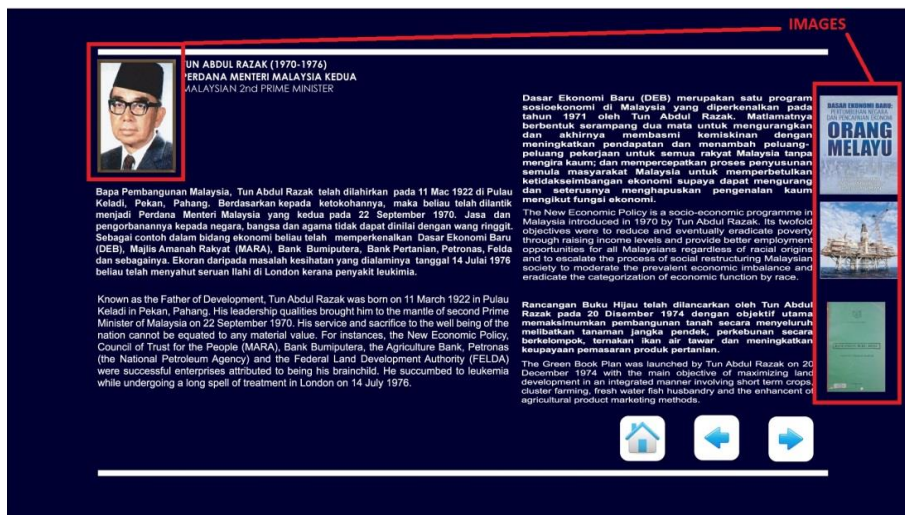 IMAGES
TUN ABDUL RAZAK (1970-1976)
PERDANA MENTERI MALAYSIA KEDUA
MALAYSIAN 2nd PRIME MINISTER
Bapa Pembangunan Malaysia, Tun Abdul Razak telah dilahirkan pada 11 Mac 1922 di Pulau
Keladi, Pekan, Pahang. Berdasarkan kepada ketokohannya, maka beliau telah dilantik
menjadi Perdana Menteri Malaysia yang kedua pada 22 September 1970. Jasa dan
pengorbanannya kepada negara, bangsa dan agama tidak dapat dinilai dengan wang ringgit.
Sebagai contoh dalam bidang ekonomi beliau telah memperkenalkan Dasar Ekonomi Baru
(DEB), Majlis Amanah Rakyat (MARA), Bank Bumiputera, Bank Pertanian, Petronas, Felda
dan sebagainya. Ekoran daripada masalah kesihatan yang dialaminya tanggal 14 Julai 1976
beliau telah menyahut seruan Ilahi di London kerana penyakit leukimia.
Known as the Father of Development, Tun Abdul Razak was born on 11 March 1922 in Pulau
Keladi in Pekan, Pahang. His leadership qualities brought him to the mantle of second Prime
Minister of Malaysia on 22 September 1970. His service and sacrifice to the well being of the
nation cannot be equated to any material value. For instances, the New Economic Policy,
Council of Trust for the People (MARA), Bank Bumiputera, the Agriculture Bank, Petronas
(the National Petroleum Agency) and the Federal Land Development Authority (FELDA)
were successful enterprises attributed to being his brainchild. He succumbed to leukemia
while undergoing a long spell of treatment in London on 14 July 1976.
Dasar Ekonomi Baru (DEB) merupakan satu program
sosioekonomi di Malaysia yang diperkenalkan pada
tahun 1971 oleh Tun Abdul Razak. Matlamatnya
berbentuk serampang dua mata untuk mengurangkan
dan akhirnya membasmi kemiskinan dengan
meningkatkan pendapatan dan menambah peluang-
peluang pekerjaan untuk semua rakyat Malaysia tanpa
mengira kaum; dan mempercepatkan proses penyusunan
semula masyarakat Malaysia untuk memperbetulkan
ketidakseimbangan ekonomi supaya dapat mengurang
dan seterusnya menghapuskan pengenalan kaum
mengikut fungsi ekonomi.
The New Economic Policy is a socio-economic programme in
Malaysia introduced in 1970 by Tun Abdul Razak. Its twofold
objectives were to reduce and eventually eradicate poverty
through raising income levels and provide better employment
opportunities for all Malaysians regardless of racial origins
and to escalate the process of social restructuring Malaysian
society to moderate the prevalent economic imbalance and
eradicate the categorization of economic function by race.
Rancangan Buku Hijau telah dilancarkan oleh Tun Abdul
Razak pada 20 Disember 1974 dengan objektif utama
memaksimumkan pembangunan tanah secara menyeluruh
melibatkan tanaman jangka pendek, perkebunan secara
berkelompok, ternakan ikan air tawar dan meningkatkan
keupayaan pemasaran produk pertanian.
The Green Book Plan was launched by Tun Abdul Razak on 20
December 1974 with the main objective of maximizing land
development in an integrated manner involving short term crops,
cluster farming, fresh water fish husbandry and the enhancent of
agricultural product marketing methods.
DASAR EKONOMI BARU:
PERTUMBUHAN NEGARA
DAN PENCAPAIAN EKONOMI
ORANG
MELAYU